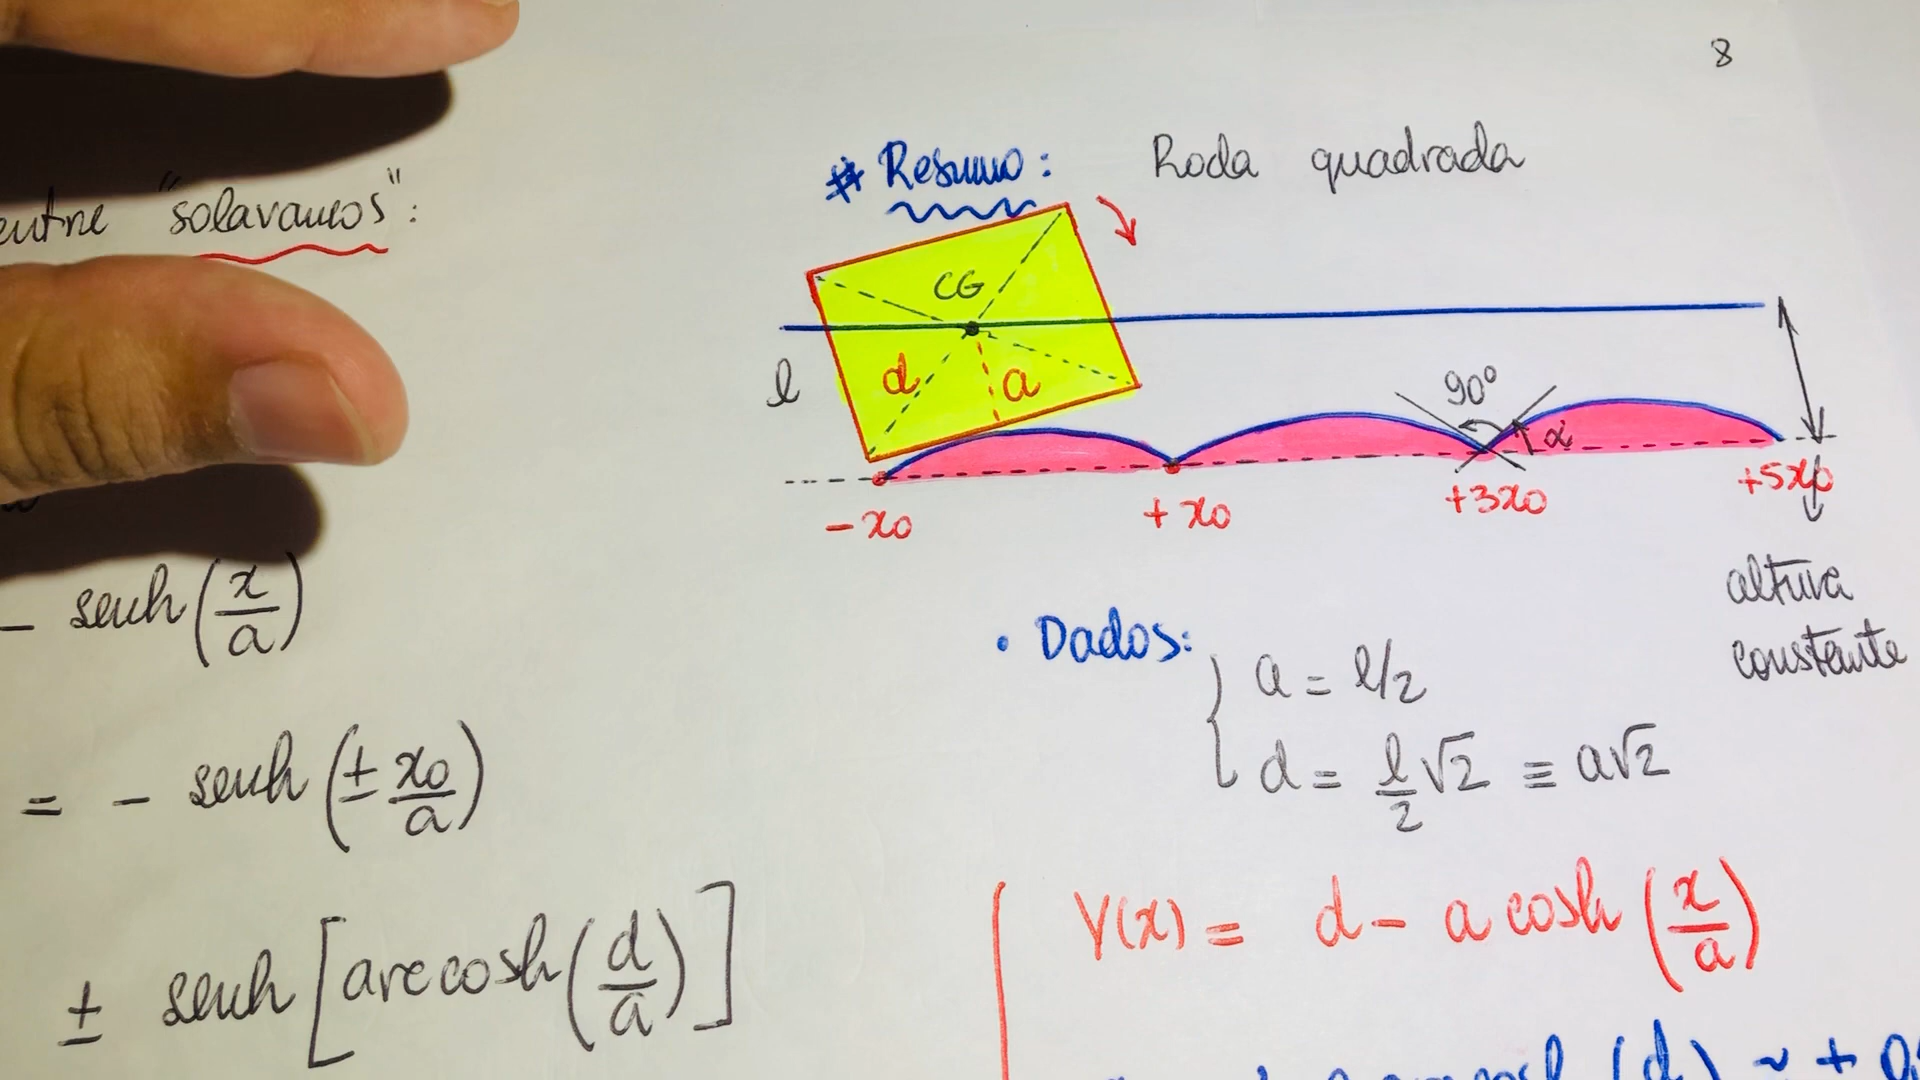 8
entre "solavancos":
- senh(x/a)
= - senh(± x0/a)
± senh[arccosh(d/a)]
# Resumo: Roda quadrada
CG
l
d
a
90°
α
-x0
+x0
+3x0
+5x0
altura
constante
• Dados:
a = l/2
d = l/2 √2 ≡ a√2
Y(x) = d - a cosh(x/a)